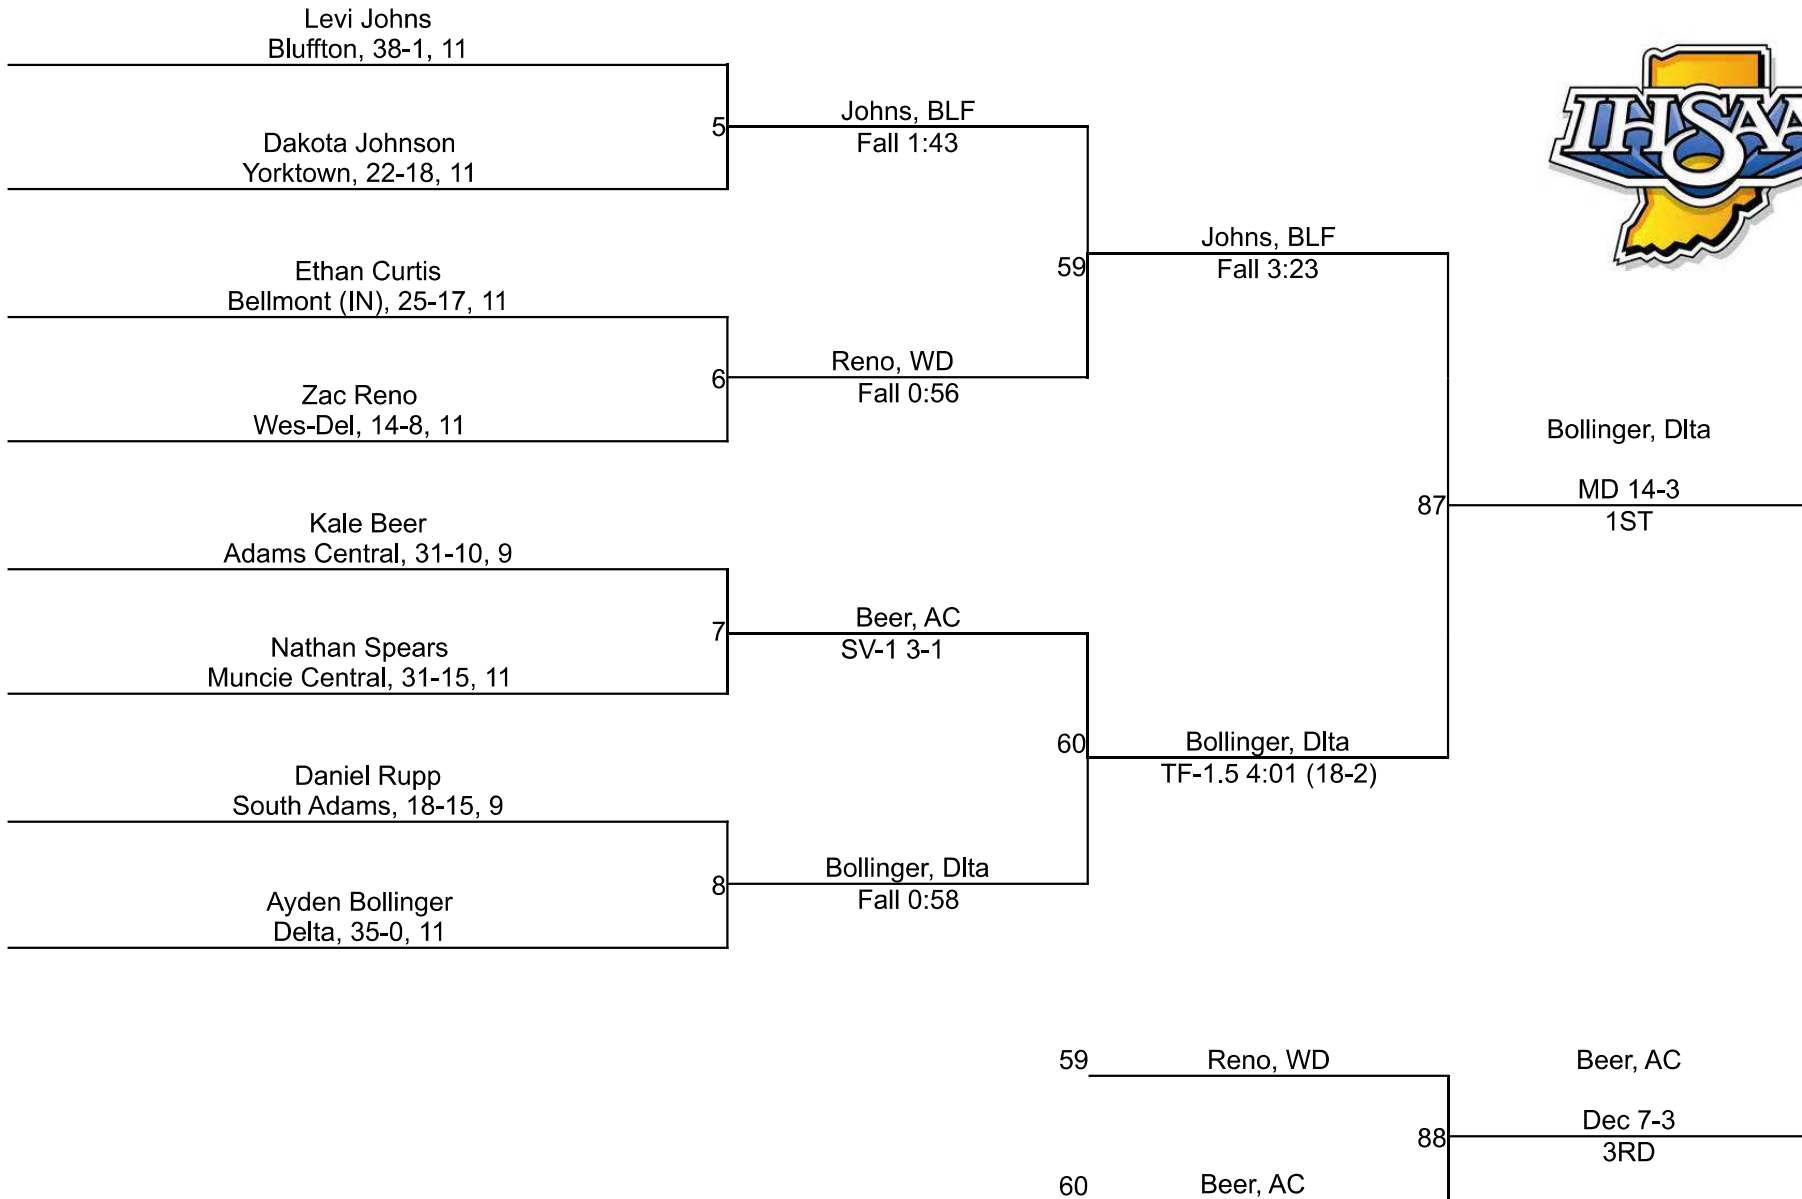 Levi Johns
Bluffton, 38-1, 11
Dakota Johnson
Yorktown, 22-18, 11
5
Johns, BLF
Fall 1:43
Ethan Curtis
Bellmont (IN), 25-17, 11
Zac Reno
Wes-Del, 14-8, 11
6
Reno, WD
Fall 0:56
59
Johns, BLF
Fall 3:23
Kale Beer
Adams Central, 31-10, 9
Nathan Spears
Muncie Central, 31-15, 11
7
Beer, AC
SV-1 3-1
Daniel Rupp
South Adams, 18-15, 9
Ayden Bollinger
Delta, 35-0, 11
8
Bollinger, Dlta
Fall 0:58
60
Bollinger, Dlta
TF-1.5 4:01 (18-2)
87
Bollinger, Dlta
MD 14-3
1ST
IHSAA
59
Reno, WD
60
Beer, AC
88
Beer, AC
Dec 7-3
3RD